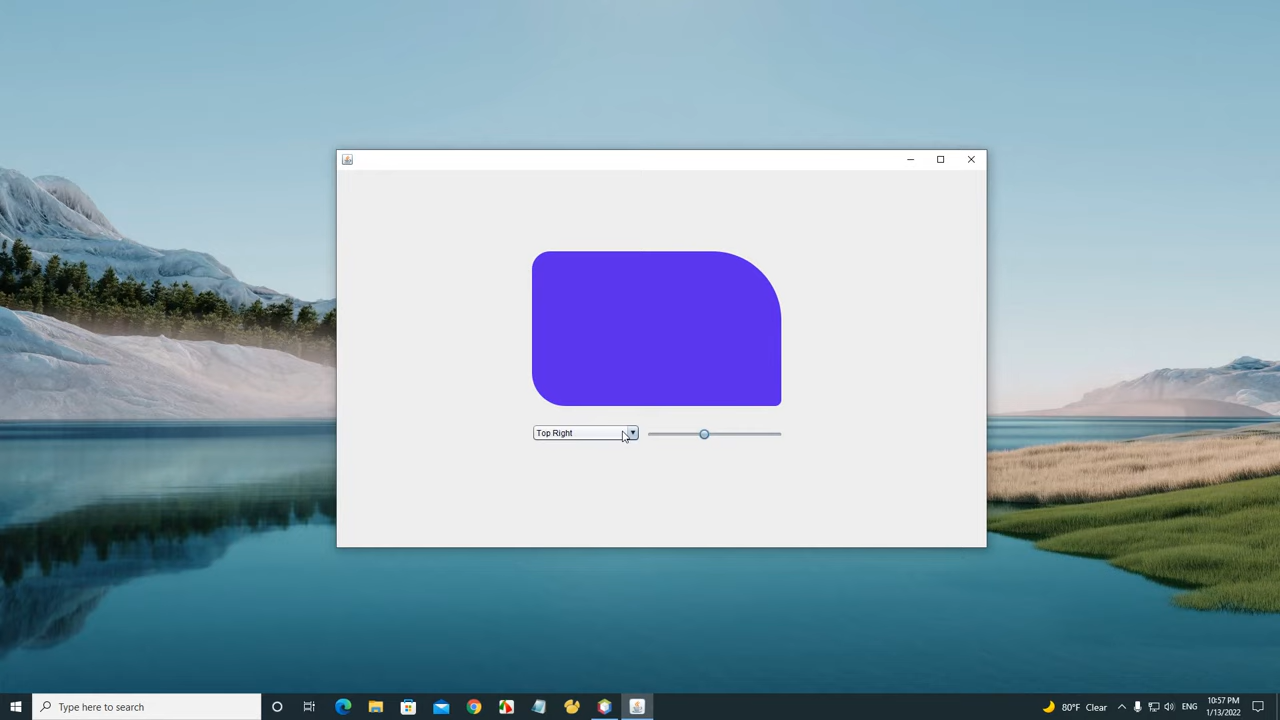 Top Right
Type here to search
80°F Clear
ENG
10:57 PM
1/13/2022